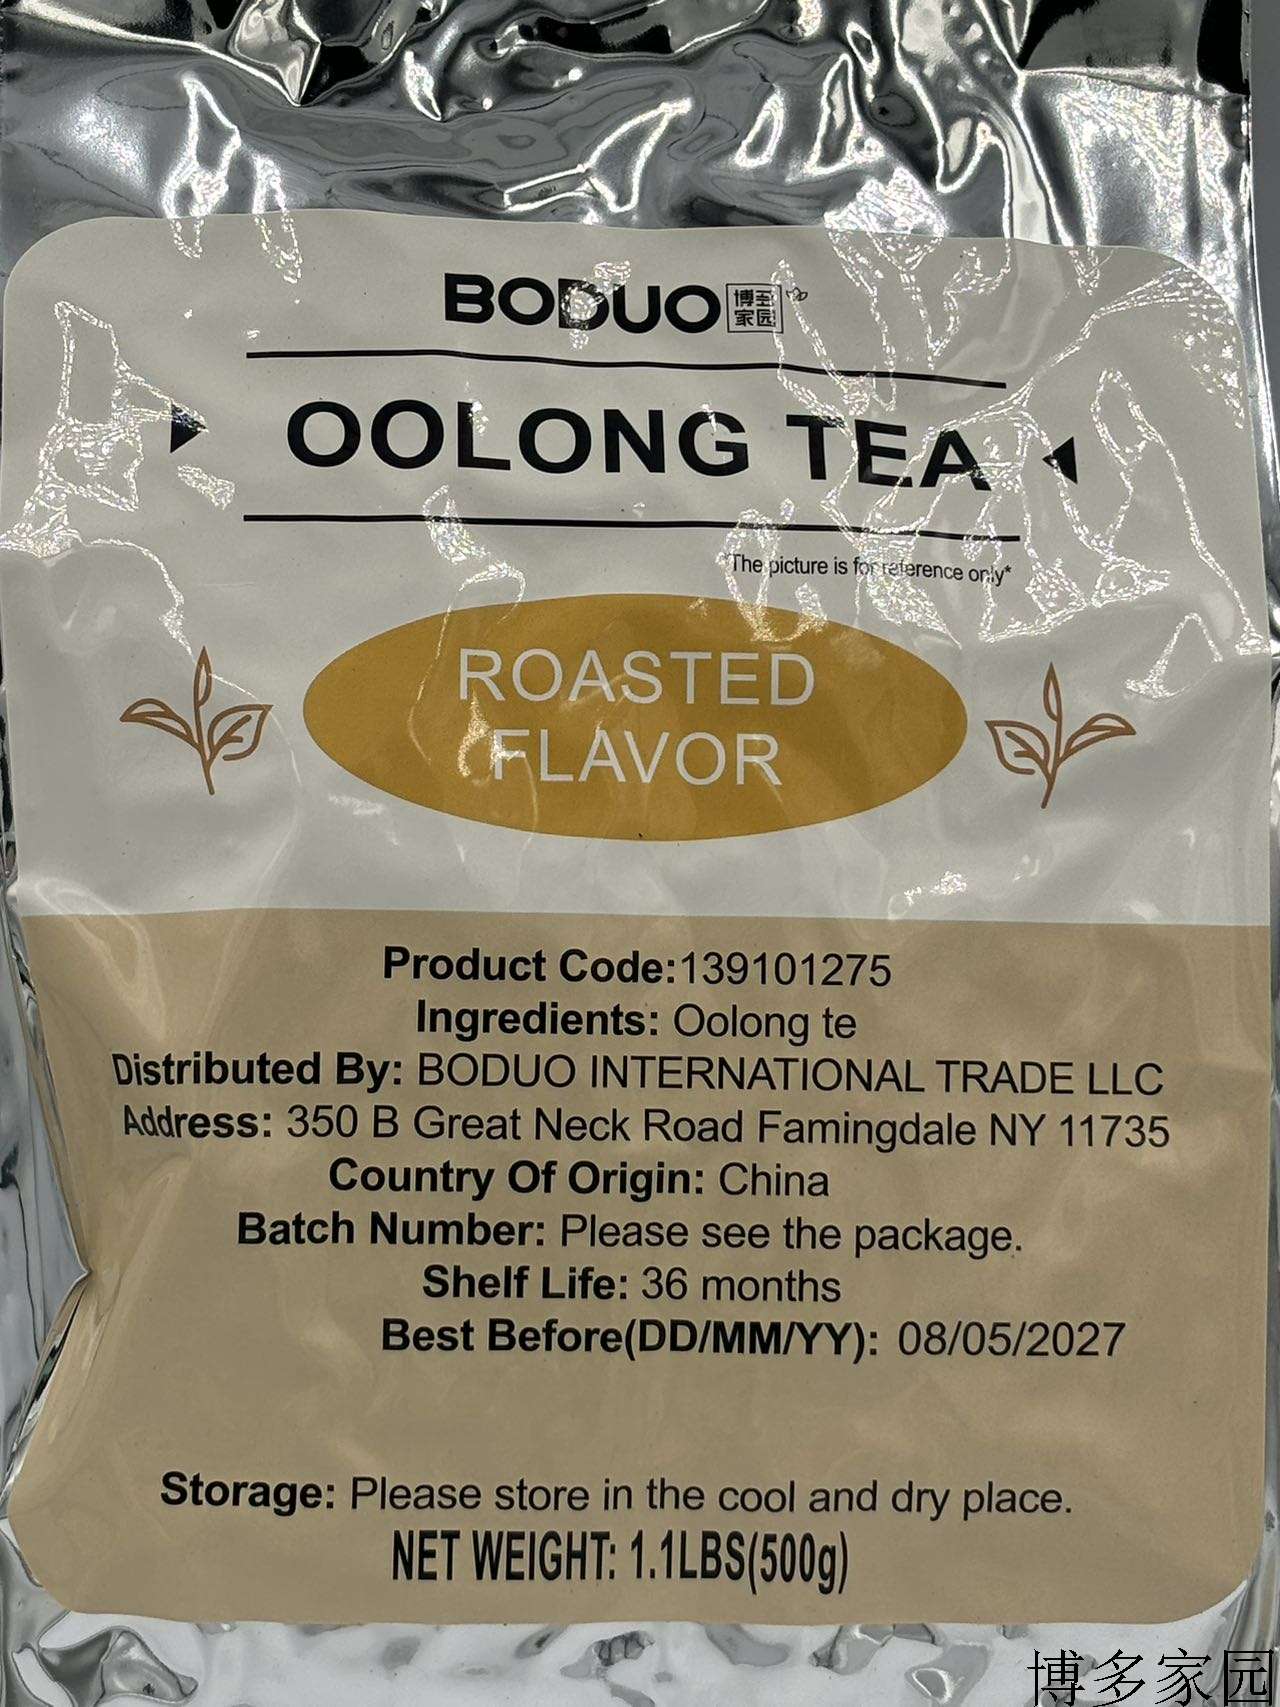 BODUO 博多家园
OOLONG TEA
*The picture is for reference only*
ROASTED
FLAVOR
Product Code:139101275
Ingredients: Oolong te
Distributed By: BODUO INTERNATIONAL TRADE LLC
Address: 350 B Great Neck Road Famingdale NY 11735
Country Of Origin: China
Batch Number: Please see the package.
Shelf Life: 36 months
Best Before(DD/MM/YY): 08/05/2027
Storage: Please store in the cool and dry place.
NET WEIGHT: 1.1LBS(500g)
博多家园